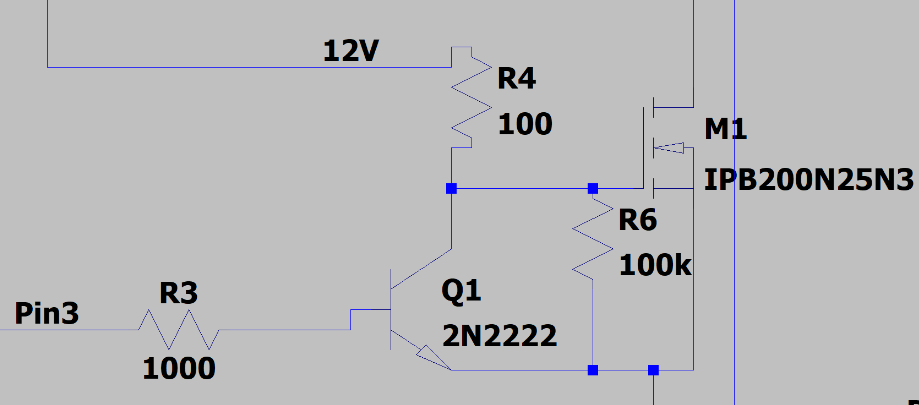 12V
R4
100
M1
IPB200N25N3
R6
100k
Q1
2N2222
Pin3
R3
1000